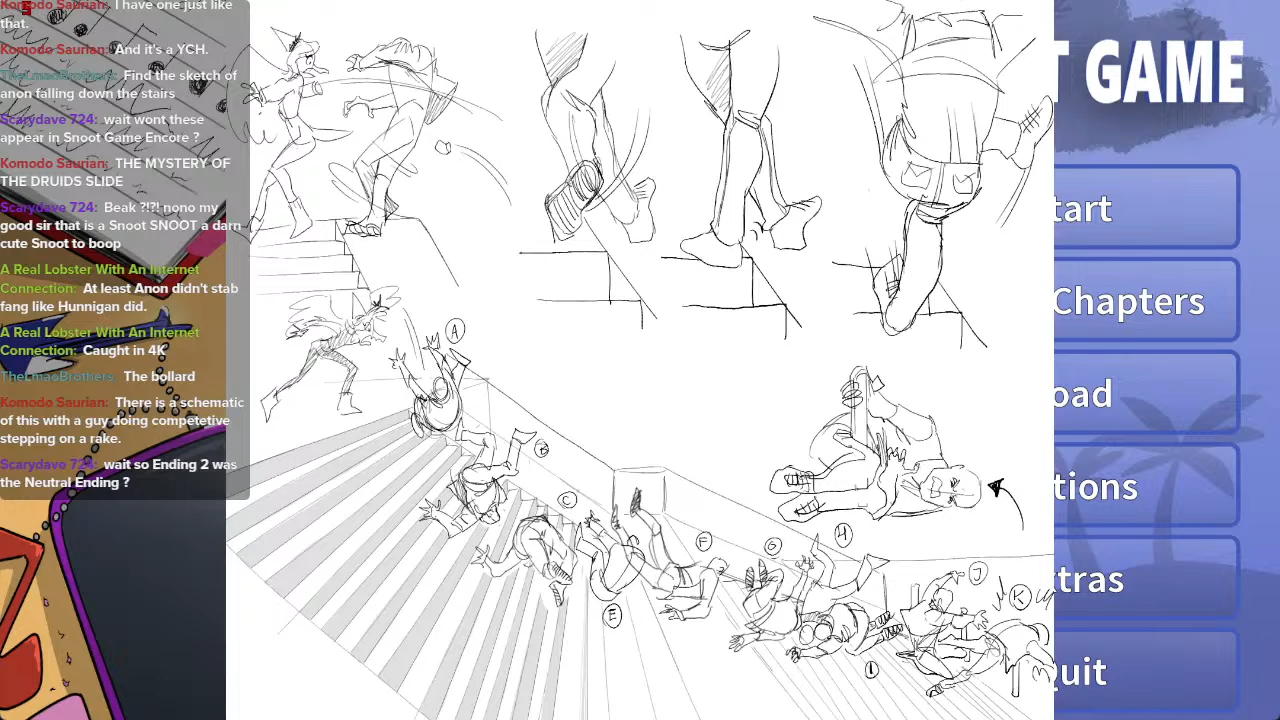 Komodo Saurian: I have one just like
that.
Komodo Saurian: And it's a YCH.
TheLmaoBrothers: Find the sketch of
anon falling down the stairs
Scarydave 724: wait wont these
appear in Snoot Game Encore ?
Komodo Saurian: THE MYSTERY OF
THE DRUIDS SLIDE
Scarydave 724: Beak ?!?! nono my
good sir that is a Snoot SNOOT a darn
cute Snoot to boop
A Real Lobster With An Internet
Connection: At least Anon didn't stab
fang like Hunnigan did.
A Real Lobster With An Internet
Connection: Caught in 4K
TheLmaoBrothers: The bollard
Komodo Saurian: There is a schematic
of this with a guy doing competetive
stepping on a rake.
Scarydave 724: wait so Ending 2 was
the Neutral Ending ?
A
B
C
E
F
G
H
I
J
K
T GAME
tart
Chapters
oad
tions
xtras
Quit